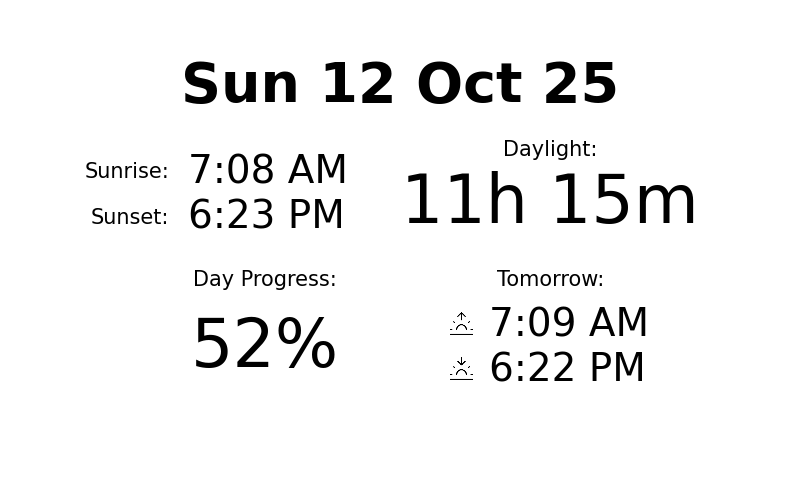 Sun 12 Oct 25
Sunrise: 7:08 AM
Sunset: 6:23 PM
Daylight:
11h 15m
Day Progress:
52%
Tomorrow:
7:09 AM
6:22 PM